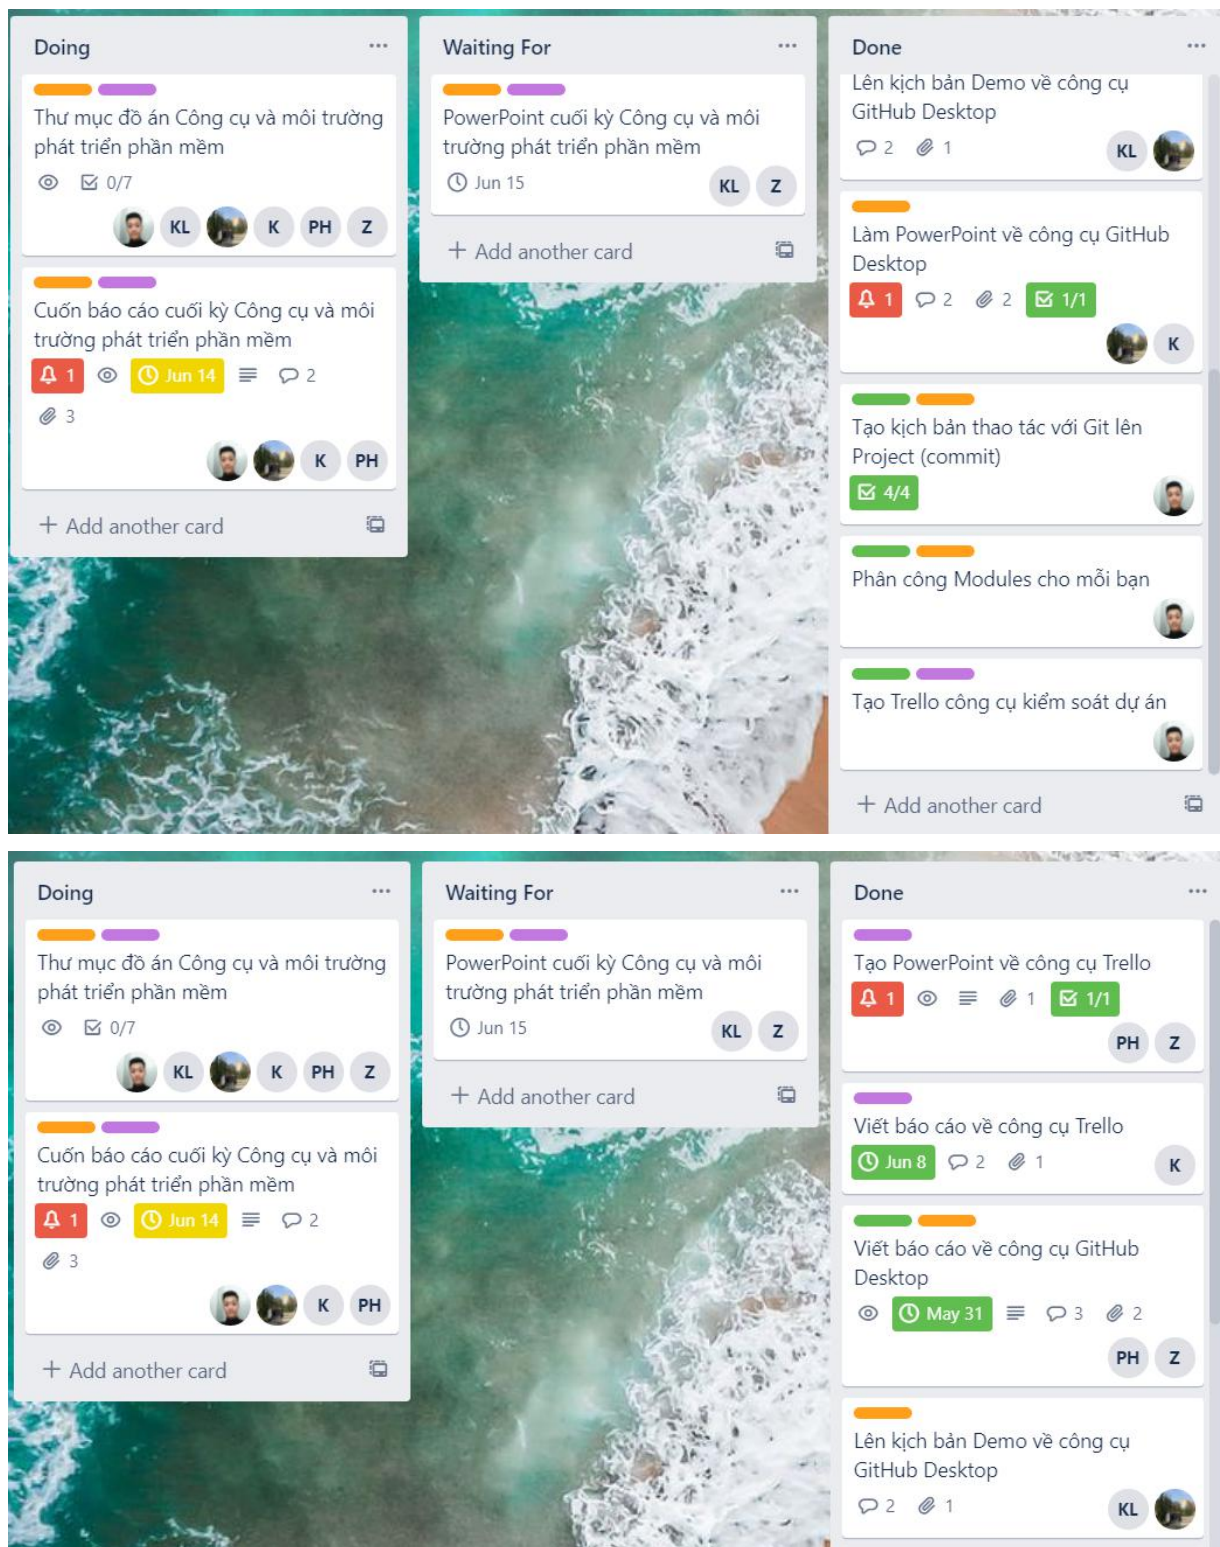 Doing
Thư mục đồ án Công cụ và môi trường
phát triển phần mềm
0/7
KL K PH Z
Cuốn báo cáo cuối kỳ Công cụ và môi
trường phát triển phần mềm
1 Jun 14 2
3
K PH
+ Add another card
Waiting For
PowerPoint cuối kỳ Công cụ và môi
trường phát triển phần mềm
Jun 15 KL Z
+ Add another card
Done
Lên kịch bản Demo về công cụ
GitHub Desktop
2 1 KL
Làm PowerPoint về công cụ GitHub
Desktop
1 2 2 1/1
K
Tạo kịch bản thao tác với Git lên
Project (commit)
4/4
Phân công Modules cho mỗi bạn
Tạo Trello công cụ kiểm soát dự án
+ Add another card
Doing
Thư mục đồ án Công cụ và môi trường
phát triển phần mềm
0/7
KL K PH Z
Cuốn báo cáo cuối kỳ Công cụ và môi
trường phát triển phần mềm
1 Jun 14 2
3
K PH
+ Add another card
Waiting For
PowerPoint cuối kỳ Công cụ và môi
trường phát triển phần mềm
Jun 15 KL Z
+ Add another card
Done
Tạo PowerPoint về công cụ Trello
1 1 1/1
PH Z
Viết báo cáo về công cụ Trello
Jun 8 2 1 K
Viết báo cáo về công cụ GitHub
Desktop
May 31 3 2
PH Z
Lên kịch bản Demo về công cụ
GitHub Desktop
2 1 KL